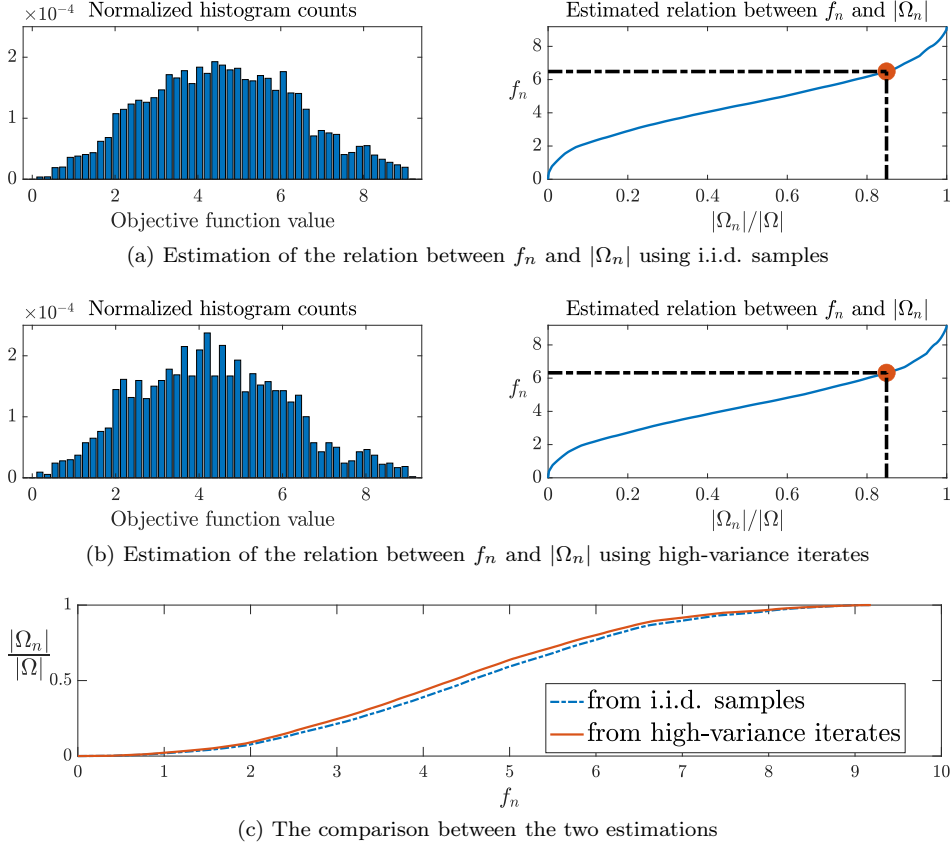 Normalized histogram counts
×10⁻⁴
2
1
0
0 2 4 6 8
Objective function value
Estimated relation between fₙ and |Ωₙ|
8
6
fₙ
4
2
0
0 0.2 0.4 0.6 0.8 1
|Ωₙ|/|Ω|
(a) Estimation of the relation between fₙ and |Ωₙ| using i.i.d. samples
Normalized histogram counts
×10⁻⁴
2
1
0
0 2 4 6 8
Objective function value
Estimated relation between fₙ and |Ωₙ|
8
6
fₙ
4
2
0
0 0.2 0.4 0.6 0.8 1
|Ωₙ|/|Ω|
(b) Estimation of the relation between fₙ and |Ωₙ| using high-variance iterates
1
|Ωₙ|
|Ω|
0.5
0
from i.i.d. samples
from high-variance iterates
0 1 2 3 4 5 6 7 8 9 10
fₙ
(c) The comparison between the two estimations